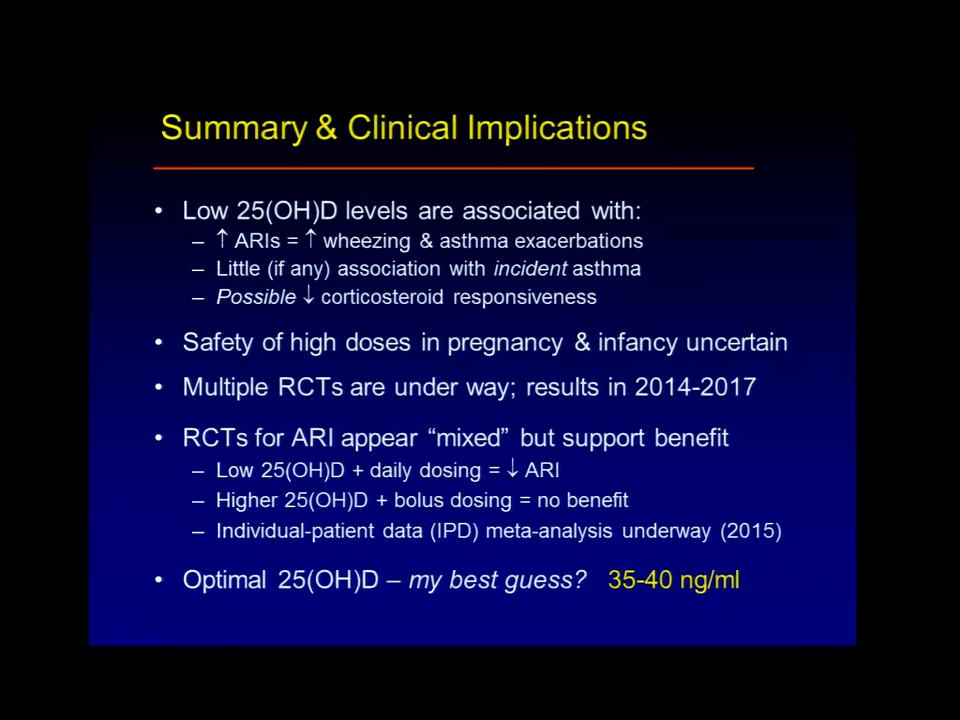 Summary & Clinical Implications
• Low 25(OH)D levels are associated with:
– ↑ ARIs = ↑ wheezing & asthma exacerbations
– Little (if any) association with incident asthma
– Possible ↓ corticosteroid responsiveness
• Safety of high doses in pregnancy & infancy uncertain
• Multiple RCTs are under way; results in 2014-2017
• RCTs for ARI appear “mixed” but support benefit
– Low 25(OH)D + daily dosing = ↓ ARI
– Higher 25(OH)D + bolus dosing = no benefit
– Individual-patient data (IPD) meta-analysis underway (2015)
• Optimal 25(OH)D – my best guess? 35-40 ng/ml